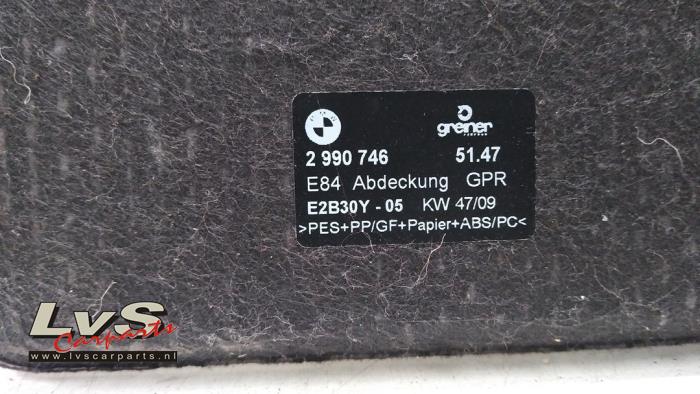 BMW
greiner
2 990 746 51.47
E84 Abdeckung GPR
E2B30Y - 05 KW 47/09
>PES+PP/GF+Papier+ABS/PC<
LvS
Carparts
www.lvscarparts.nl